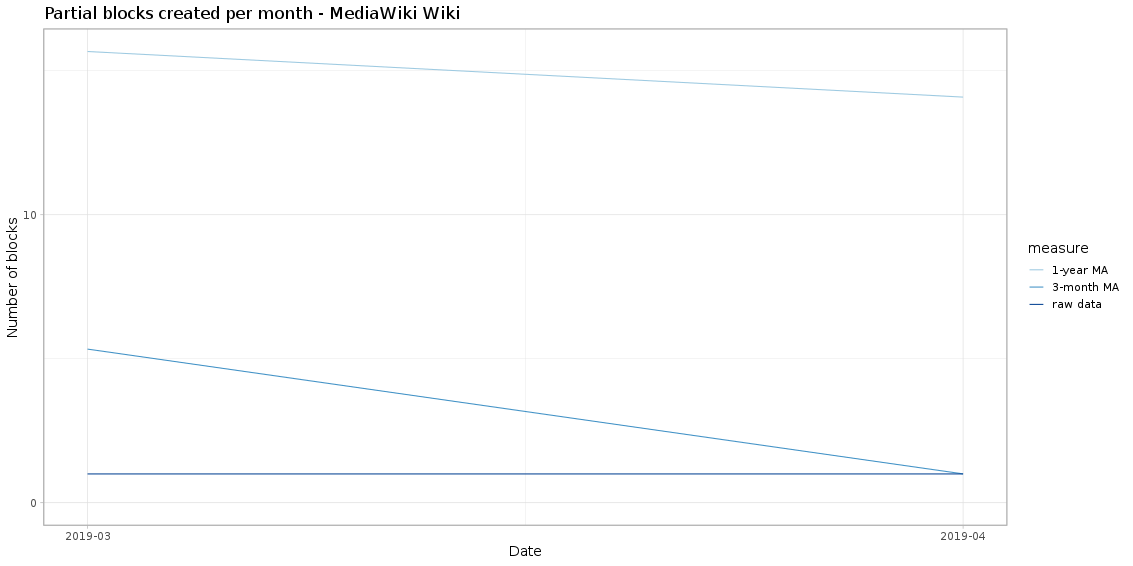 Partial blocks created per month - MediaWiki Wiki
Number of blocks
10
0
2019-03
2019-04
Date
measure
1-year MA
3-month MA
raw data